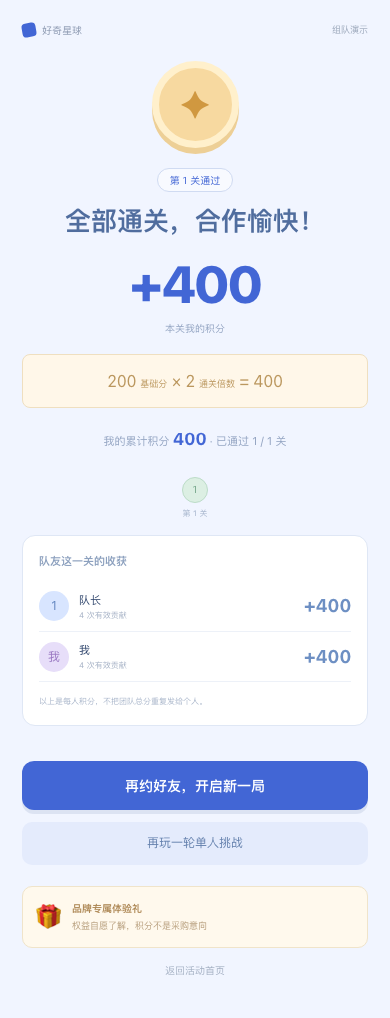 好奇星球
组队演示
第 1 关通过
全部通关，合作愉快！
+400
本关我的积分
200 基础分 × 2 通关倍数 = 400
我的累计积分 400 · 已通过 1 / 1 关
1
第 1 关
队友这一关的收获
1 队长 +400
4 次有效贡献
我 我 +400
4 次有效贡献
以上是每人积分，不把团队总分重复发给个人。
再约好友，开启新一局
再玩一轮单人挑战
品牌专属体验礼
权益自愿了解，积分不是采购意向
返回活动首页